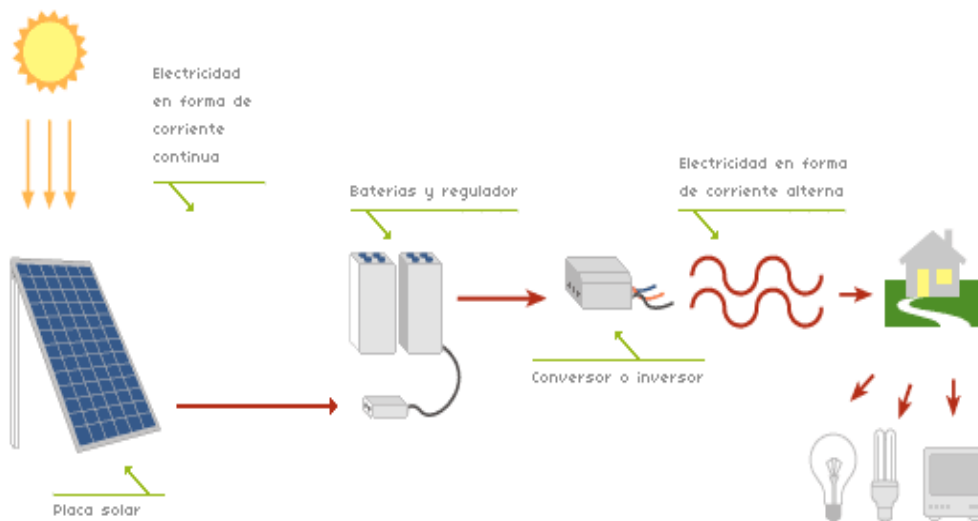 Electricidad
en forma de
corriente
continua
Baterias y regulador
Electricidad en forma
de corriente alterna
Conversor o inversor
Placa solar